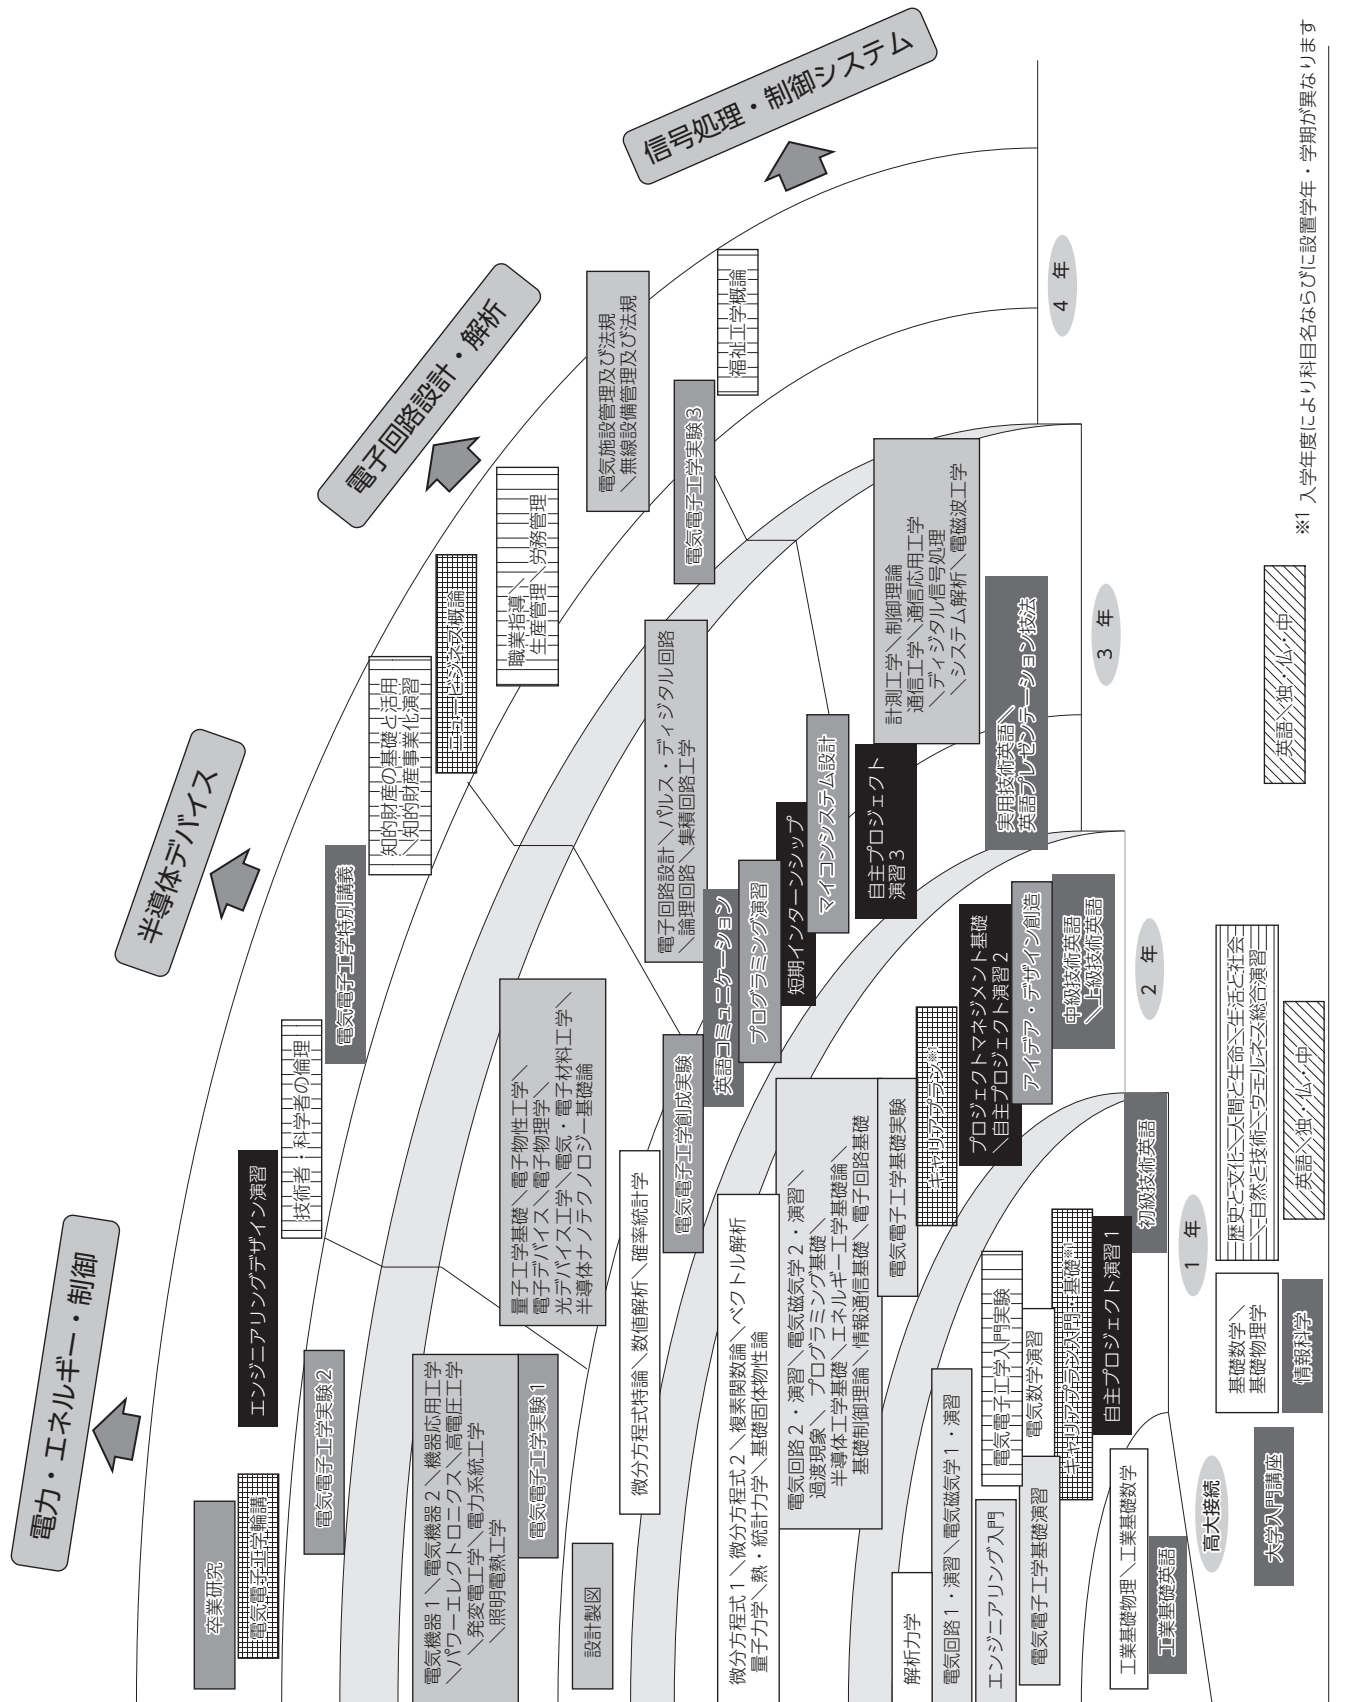 電力・エネルギー・制御
半導体デバイス
電子回路設計・解析
信号処理・制御システム
卒業研究
電気電子工学輪講
エンジニアリングデザイン演習
技術者・科学者の倫理
電気電子工学特別講義
知的財産の基礎と活用
／知的財産事業化演習
ニュービジネス概論
職業指導／
生産管理／労務管理
電気施設管理及び法規
／無線設備管理及び法規
福祉工学概論
電気電子工学実験2
電気電子工学実験3
4 年
電気機器1／電気機器2／機器応用工学
／パワーエレクトロニクス／高電圧工学
／発変電工学／電力系統工学
／照明電熱工学
電気電子工学実験1
設計製図
量子工学基礎／電子物性工学／
電子デバイス／電子物理学／
光デバイス工学／電気・電子材料工学／
半導体ナノテクノロジー基礎論
微分方程式特論／数値解析／確率統計学
電気電子工学創成実験
英語コミュニケーション
プログラミング演習
短期インターンシップ
マイコンシステム設計
電子回路設計／パルス・ディジタル回路
／論理回路／集積回路工学
自主プロジェクト
演習3
計測工学／制御理論
通信工学／通信応用工学
／ディジタル信号処理
／システム解析／電磁波工学
実用技術英語／
英語プレゼンテーション技法
3 年
微分方程式1／微分方程式2／複素関数論／ベクトル解析
量子力学／熱・統計力学／基礎固体物性論
電気回路2・演習／電気磁気学2・演習／
過渡現象／プログラミング基礎／
半導体工学基礎／エネルギー工学基礎論／
基礎制御理論／情報通信基礎／電子回路基礎
電気電子工学基礎実験
キャリアプラン※1
プロジェクトマネジメント基礎
／自主プロジェクト演習2
アイデア・デザイン創造
中級技術英語
／上級技術英語
2 年
解析力学
電気回路1・演習／電気磁気学1・演習
エンジニアリング入門
電気電子工学入門実験
電気電子工学基礎演習
電気数学演習
キャリアプラン入門・基礎※1
自主プロジェクト演習1
初級技術英語
1 年
工業基礎物理／工業基礎数学
工業基礎英語
高大接続
大学入門講座
基礎数学／
基礎物理学
情報科学
歴史と文化／人間と生命／生活と社会
／自然と技術／ウェルネス総合演習
英語／独・仏・中
英語／独・仏・中
※1 入学年度により科目名ならびに設置学年・学期が異なります